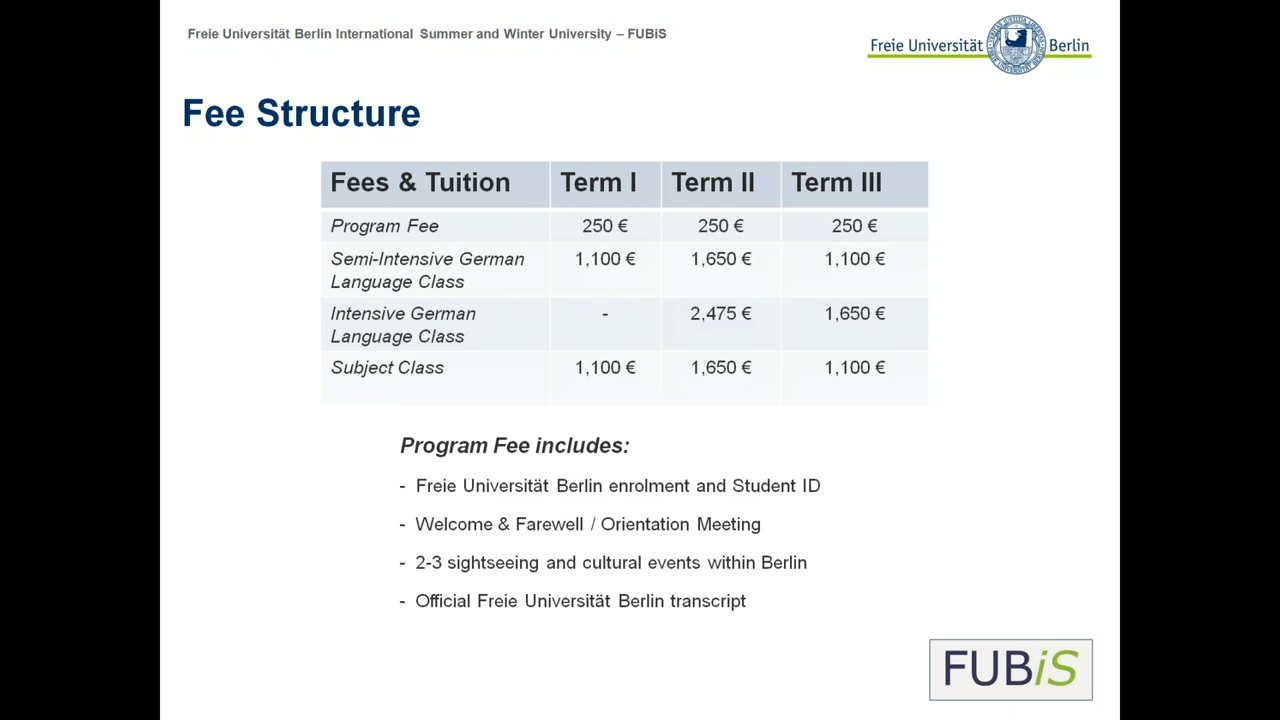 Freie Universität Berlin International Summer and Winter University – FUBiS
Freie Universität Berlin
Fee Structure
Fees & Tuition Term I Term II Term III
Program Fee 250 € 250 € 250 €
Semi-Intensive German 1,100 € 1,650 € 1,100 €
Language Class
Intensive German - 2,475 € 1,650 €
Language Class
Subject Class 1,100 € 1,650 € 1,100 €
Program Fee includes:
- Freie Universität Berlin enrolment and Student ID
- Welcome & Farewell / Orientation Meeting
- 2-3 sightseeing and cultural events within Berlin
- Official Freie Universität Berlin transcript
FUBiS